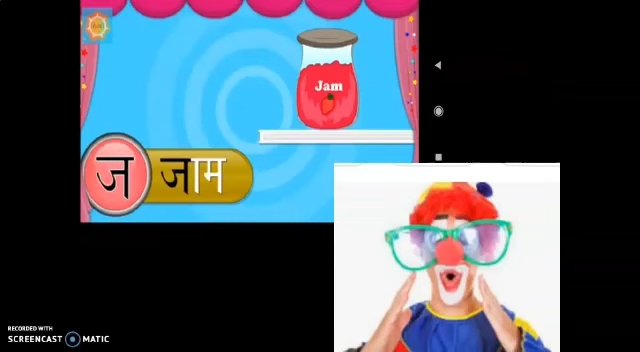 Jam
ज जाम
RECORDED WITH
SCREENCAST MATIC